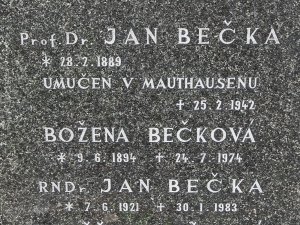 Prof. Dr. JAN BEČKA
* 28. 2. 1889
UMUČEN V MAUTHAUSENU
+ 25. 2. 1942
BOŽENA BEČKOVÁ
* 9. 6. 1894 + 24. 7. 1974
RNDr. JAN BEČKA
* 7. 6. 1921 + 30. 1. 1983